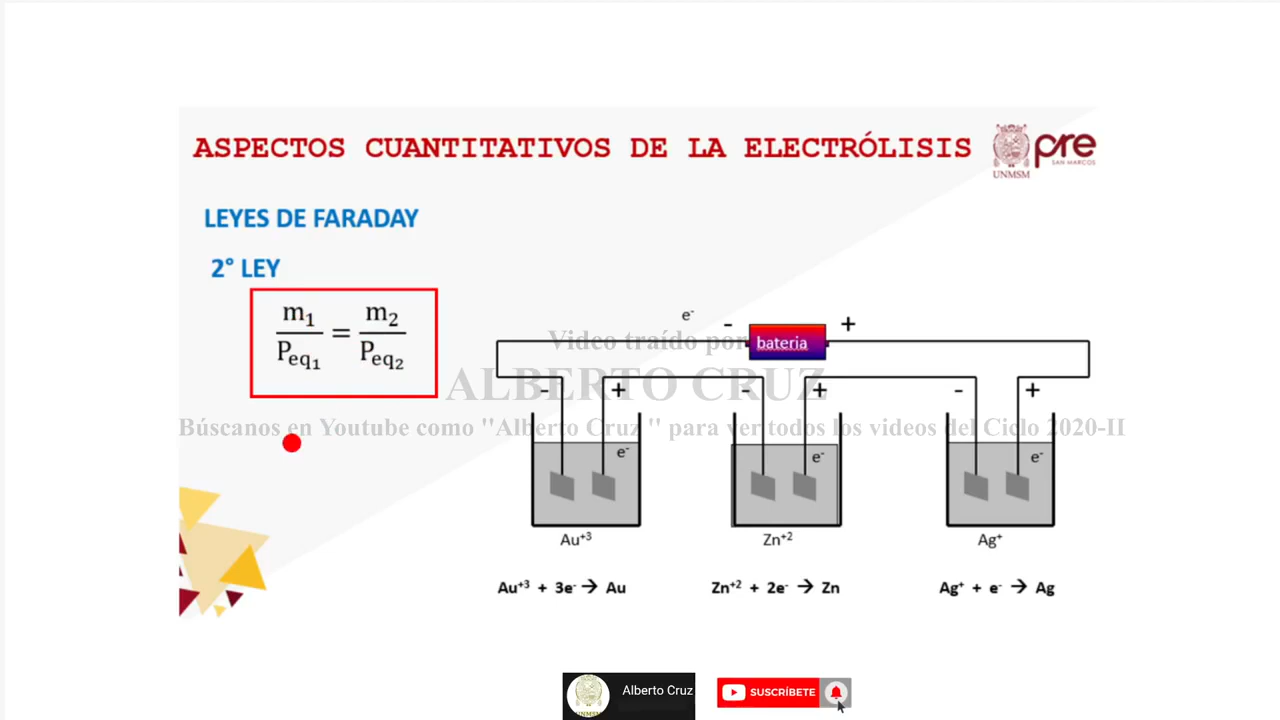 ASPECTOS CUANTITATIVOS DE LA ELECTRÓLISIS
UNMSM
pre
SAN MARCOS
LEYES DE FARADAY
2° LEY
m₁ / Peq₁ = m₂ / Peq₂
e⁻
- bateria +
Video traído por
ALBERTO CRUZ
Búscanos en Youtube como "Alberto Cruz " para ver todos los videos del Ciclo 2020-II
- + - + - +
e⁻ e⁻ e⁻
Au⁺³ Zn⁺² Ag⁺
Au⁺³ + 3e⁻ → Au Zn⁺² + 2e⁻ → Zn Ag⁺ + e⁻ → Ag
UNMSM
Alberto Cruz
SUSCRÍBETE